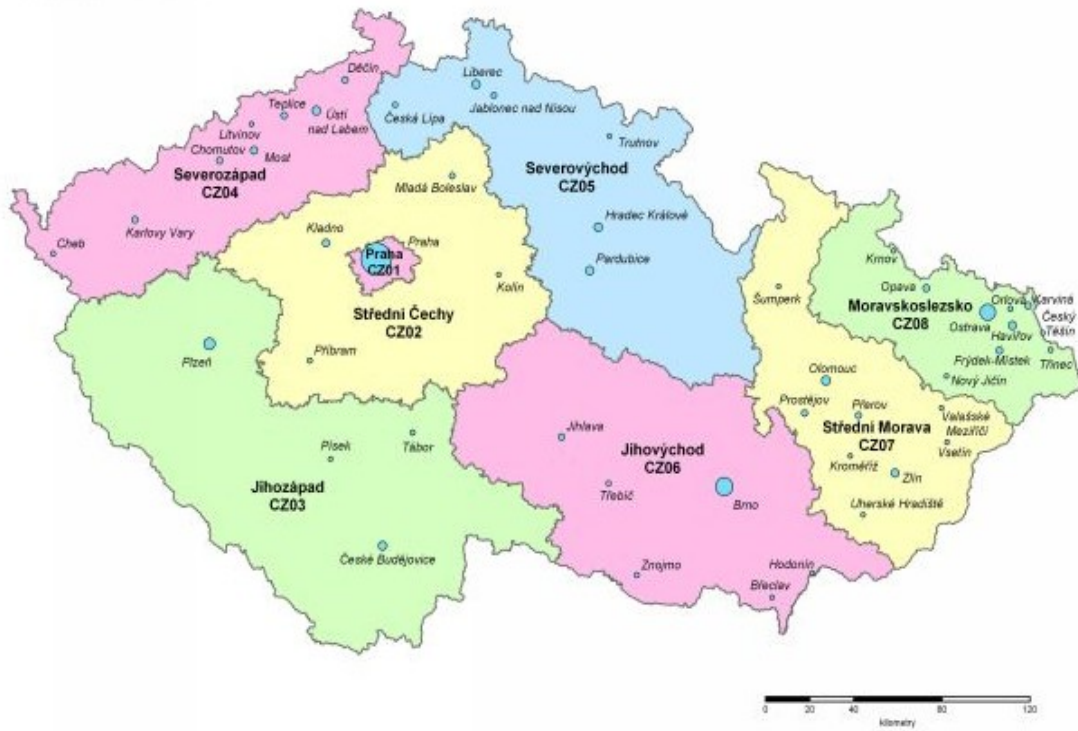 Děčín
Liberec
Teplice
Jablonec nad Nisou
Česká Lípa
Ústí
nad Labem
Litvínov
Chomutov
Most
Trutnov
Severozápad
CZ04
Severovýchod
CZ05
Mladá Boleslav
Karlovy Vary
Cheb
Hradec Králové
Kladno
Praha
Praha
CZ01
Pardubice
Kolín
Krnov
Šumperk
Opava
Orlová
Karviná
Moravskoslezsko
CZ08
Český
Těšín
Ostrava
Havířov
Střední Čechy
CZ02
Plzeň
Příbram
Frýdek-Místek
Třinec
Nový Jičín
Olomouc
Prostějov
Přerov
Valašské
Meziříčí
Střední Morava
CZ07
Vsetín
Jihlava
Tábor
Písek
Jihovýchod
CZ06
Kroměříž
Zlín
Třebíč
Brno
Jihozápad
CZ03
Uherské Hradiště
České Budějovice
Znojmo
Hodonín
Břeclav
0 20 40 80 120
kilometry